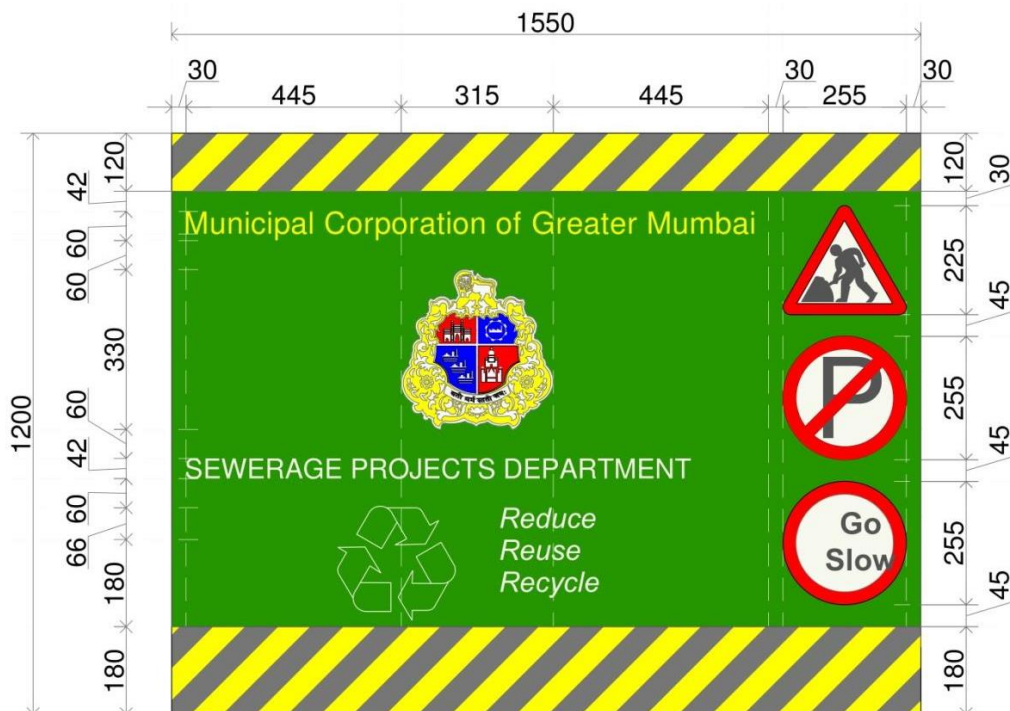 1550
30 30 30
445 315 445 255
120 120
42 30
Municipal Corporation of Greater Mumbai
60 225
60 45
330
P
1200
60 255
42 45
SEWERAGE PROJECTS DEPARTMENT
60 Reduce Go
66 Reuse Slow 255
180 Recycle
45
180 180